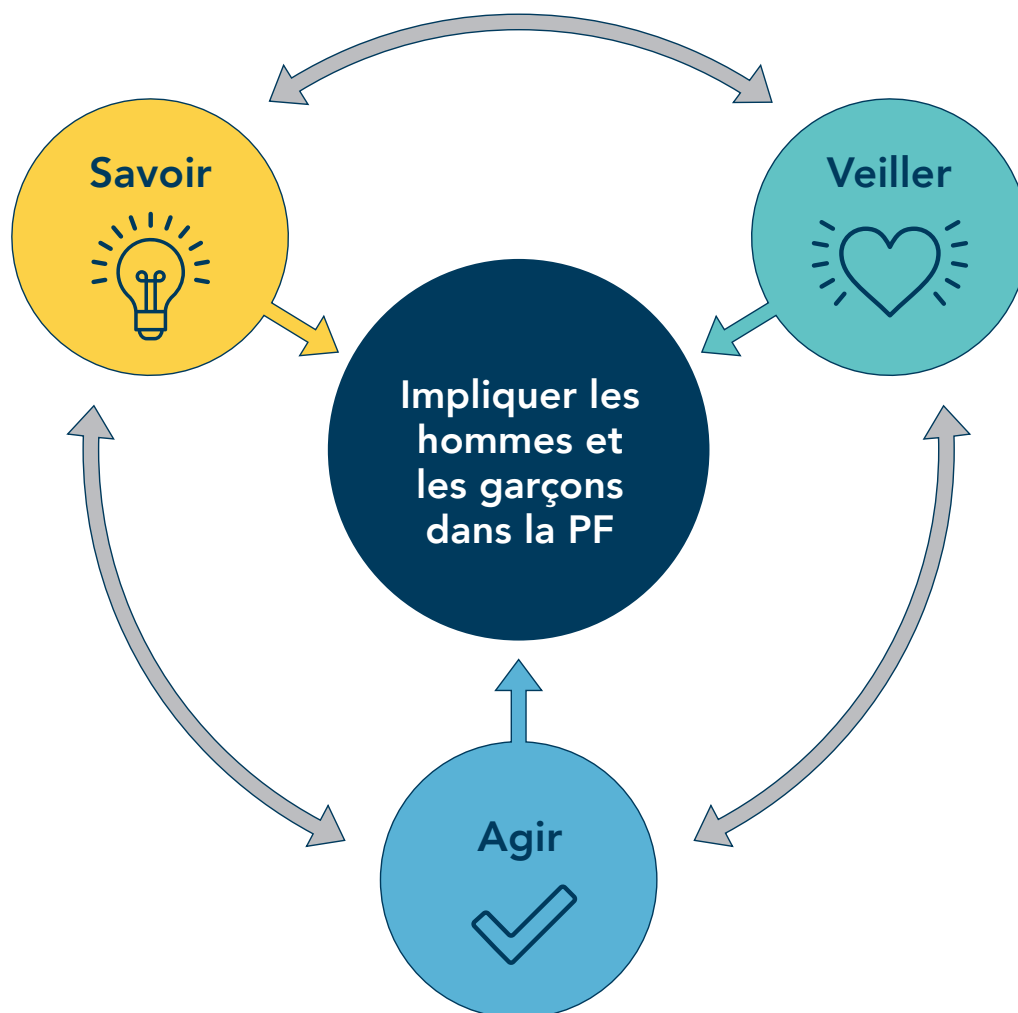 Savoir
Veiller
Impliquer les
hommes et
les garçons
dans la PF
Agir